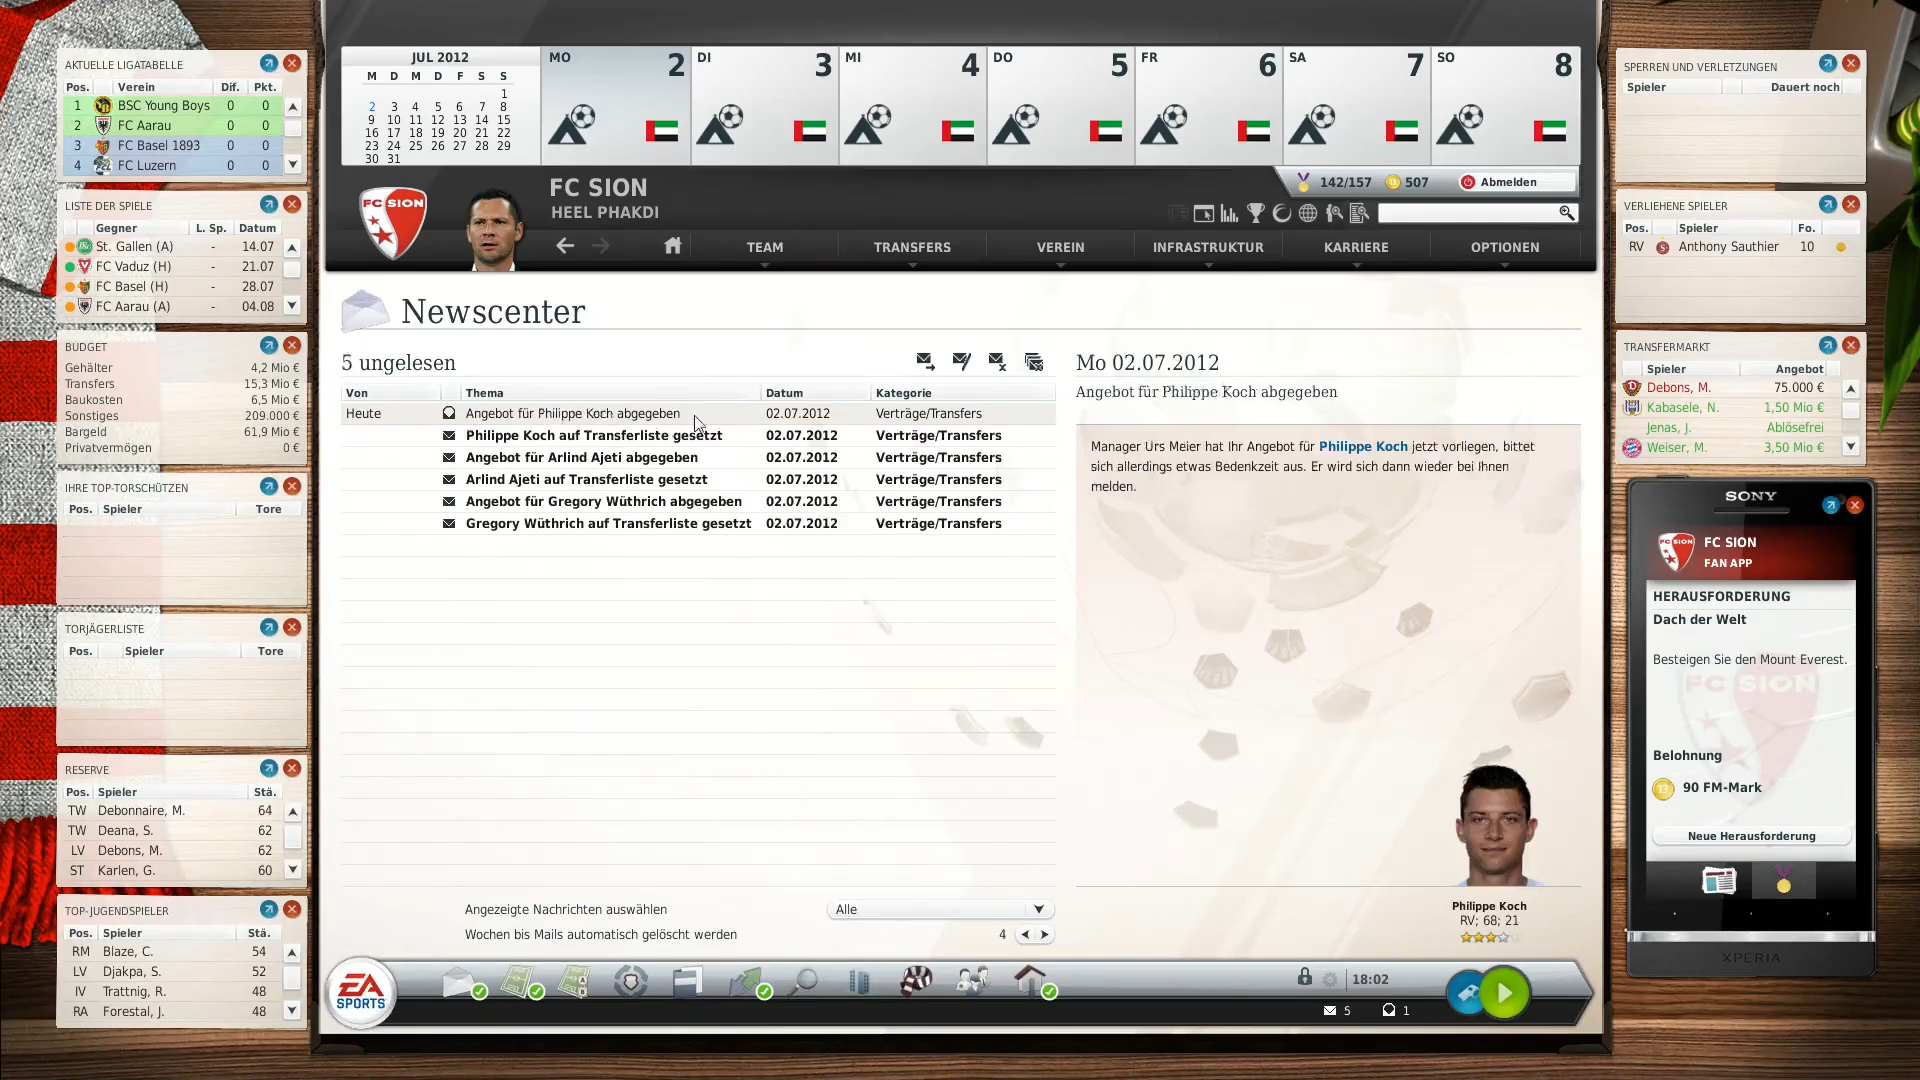 AKTUELLE LIGATABELLE
Pos. Verein Dif. Pkt.
1 BSC Young Boys 0 0
2 FC Aarau 0 0
3 FC Basel 1893 0 0
4 FC Luzern 0 0
LISTE DER SPIELE
Gegner L. Sp. Datum
St. Gallen (A) - 14.07
FC Vaduz (H) - 21.07
FC Basel (H) - 28.07
FC Aarau (A) - 04.08
BUDGET
Gehälter 4,2 Mio €
Transfers 15,3 Mio €
Baukosten 6,5 Mio €
Sonstiges 209.000 €
Bargeld 61,9 Mio €
Privatvermögen 0 €
IHRE TOP-TORSCHÜTZEN
Pos. Spieler Tore
TORJÄGERLISTE
Pos. Spieler Tore
RESERVE
Pos. Spieler Stä.
TW Debonnaire, M. 64
TW Deana, S. 62
LV Debons, M. 62
ST Karlen, G. 60
TOP-JUGENDSPIELER
Pos. Spieler Stä.
RM Blaze, C. 54
LV Djakpa, S. 52
IV Trattnig, R. 48
RA Forestal, J. 48
JUL 2012
M D M D F S S
1
2 3 4 5 6 7 8
9 10 11 12 13 14 15
16 17 18 19 20 21 22
23 24 25 26 27 28 29
30 31
MO 2
DI 3
MI 4
DO 5
FR 6
SA 7
SO 8
FC SION
FC SION
HEEL PHAKDI
142/157 507 Abmelden
TEAM TRANSFERS VEREIN INFRASTRUKTUR KARRIERE OPTIONEN
Newscenter
5 ungelesen
Von Thema Datum Kategorie
Heute Angebot für Philippe Koch abgegeben 02.07.2012 Verträge/Transfers
Philippe Koch auf Transferliste gesetzt 02.07.2012 Verträge/Transfers
Angebot für Arlind Ajeti abgegeben 02.07.2012 Verträge/Transfers
Arlind Ajeti auf Transferliste gesetzt 02.07.2012 Verträge/Transfers
Angebot für Gregory Wüthrich abgegeben 02.07.2012 Verträge/Transfers
Gregory Wüthrich auf Transferliste gesetzt 02.07.2012 Verträge/Transfers
Angezeigte Nachrichten auswählen Alle
Wochen bis Mails automatisch gelöscht werden 4
Mo 02.07.2012
Angebot für Philippe Koch abgegeben
Manager Urs Meier hat Ihr Angebot für Philippe Koch jetzt vorliegen, bittet
sich allerdings etwas Bedenkzeit aus. Er wird sich dann wieder bei Ihnen
melden.
Philippe Koch
RV; 68; 21
EA
SPORTS
18:02
5 1
SPERREN UND VERLETZUNGEN
Spieler Dauert noch
VERLIEHENE SPIELER
Pos. Spieler Fo.
RV Anthony Sauthier 10
TRANSFERMARKT
Spieler Angebot
Debons, M. 75.000 €
Kabasele, N. 1,50 Mio €
Jenas, J. Ablösefrei
Weiser, M. 3,50 Mio €
SONY
FC SION
FC SION
FAN APP
HERAUSFORDERUNG
Dach der Welt
Besteigen Sie den Mount Everest.
FC SION
Belohnung
13 90 FM-Mark
Neue Herausforderung
XPERIA